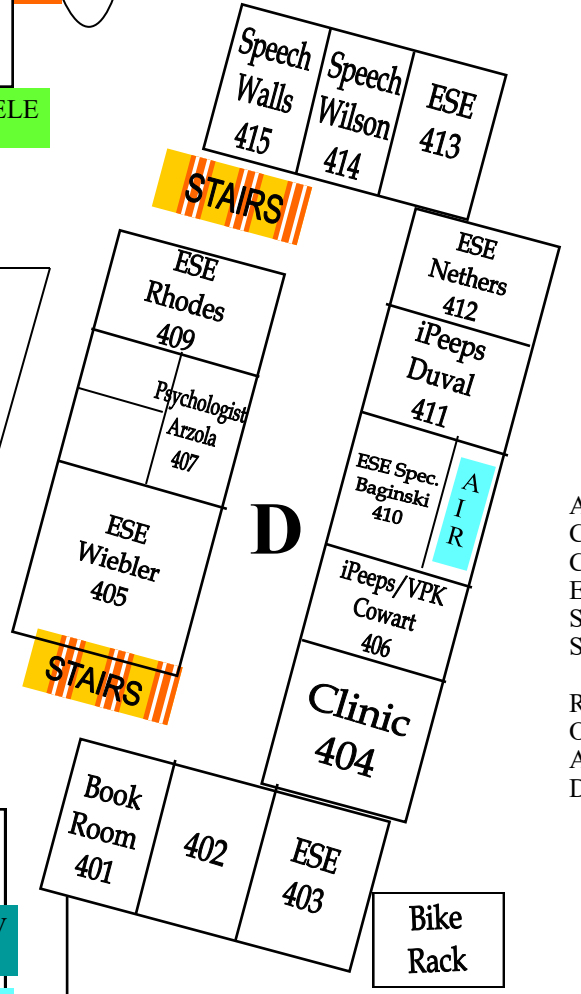 ELE
Speech
Walls
415
Speech
Wilson
414
ESE
413
STAIRS
ESE
Nethers
412
ESE
Rhodes
409
iPeeps
Duval
411
Psychologist
Arzola
407
ESE Spec.
Baginski
410
A
I
R
D
ESE
Wiebler
405
iPeeps/VPK
Cowart
406
STAIRS
Clinic
404
Book
Room
401
402
ESE
403
Bike
Rack